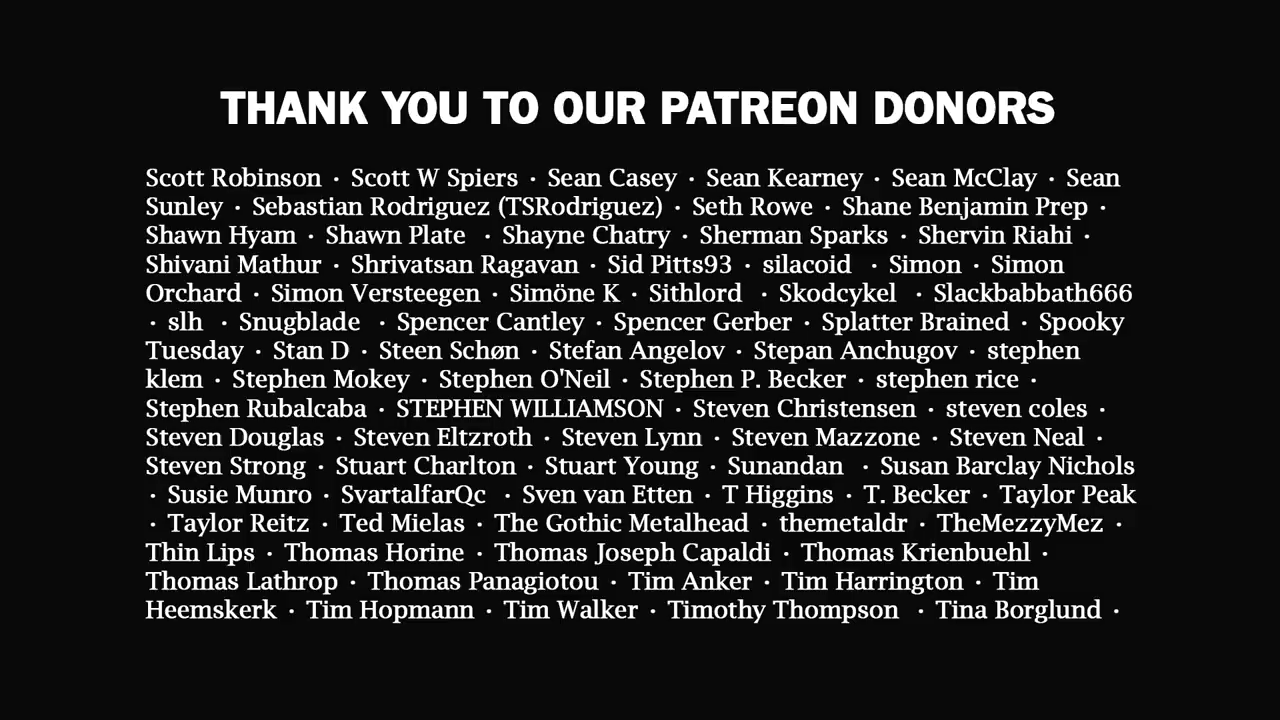 THANK YOU TO OUR PATREON DONORS
Scott Robinson · Scott W Spiers · Sean Casey · Sean Kearney · Sean McClay · Sean
Sunley · Sebastian Rodriguez (TSRodriguez) · Seth Rowe · Shane Benjamin Prep ·
Shawn Hyam · Shawn Plate · Shayne Chatry · Sherman Sparks · Shervin Riahi ·
Shivani Mathur · Shrivatsan Ragavan · Sid Pitts93 · silacoid · Simon · Simon
Orchard · Simon Versteegen · Simöne K · Sithlord · Skodcykel · Slackbabbath666
· slh · Snugblade · Spencer Cantley · Spencer Gerber · Splatter Brained · Spooky
Tuesday · Stan D · Steen Schøn · Stefan Angelov · Stepan Anchugov · stephen
klem · Stephen Mokey · Stephen O'Neil · Stephen P. Becker · stephen rice ·
Stephen Rubalcaba · STEPHEN WILLIAMSON · Steven Christensen · steven coles ·
Steven Douglas · Steven Eltzroth · Steven Lynn · Steven Mazzone · Steven Neal ·
Steven Strong · Stuart Charlton · Stuart Young · Sunandan · Susan Barclay Nichols
· Susie Munro · SvartalfarQc · Sven van Etten · T Higgins · T. Becker · Taylor Peak
· Taylor Reitz · Ted Mielas · The Gothic Metalhead · themetaldr · TheMezzyMez ·
Thin Lips · Thomas Horine · Thomas Joseph Capaldi · Thomas Krienbuehl ·
Thomas Lathrop · Thomas Panagiotou · Tim Anker · Tim Harrington · Tim
Heemskerk · Tim Hopmann · Tim Walker · Timothy Thompson · Tina Borglund ·